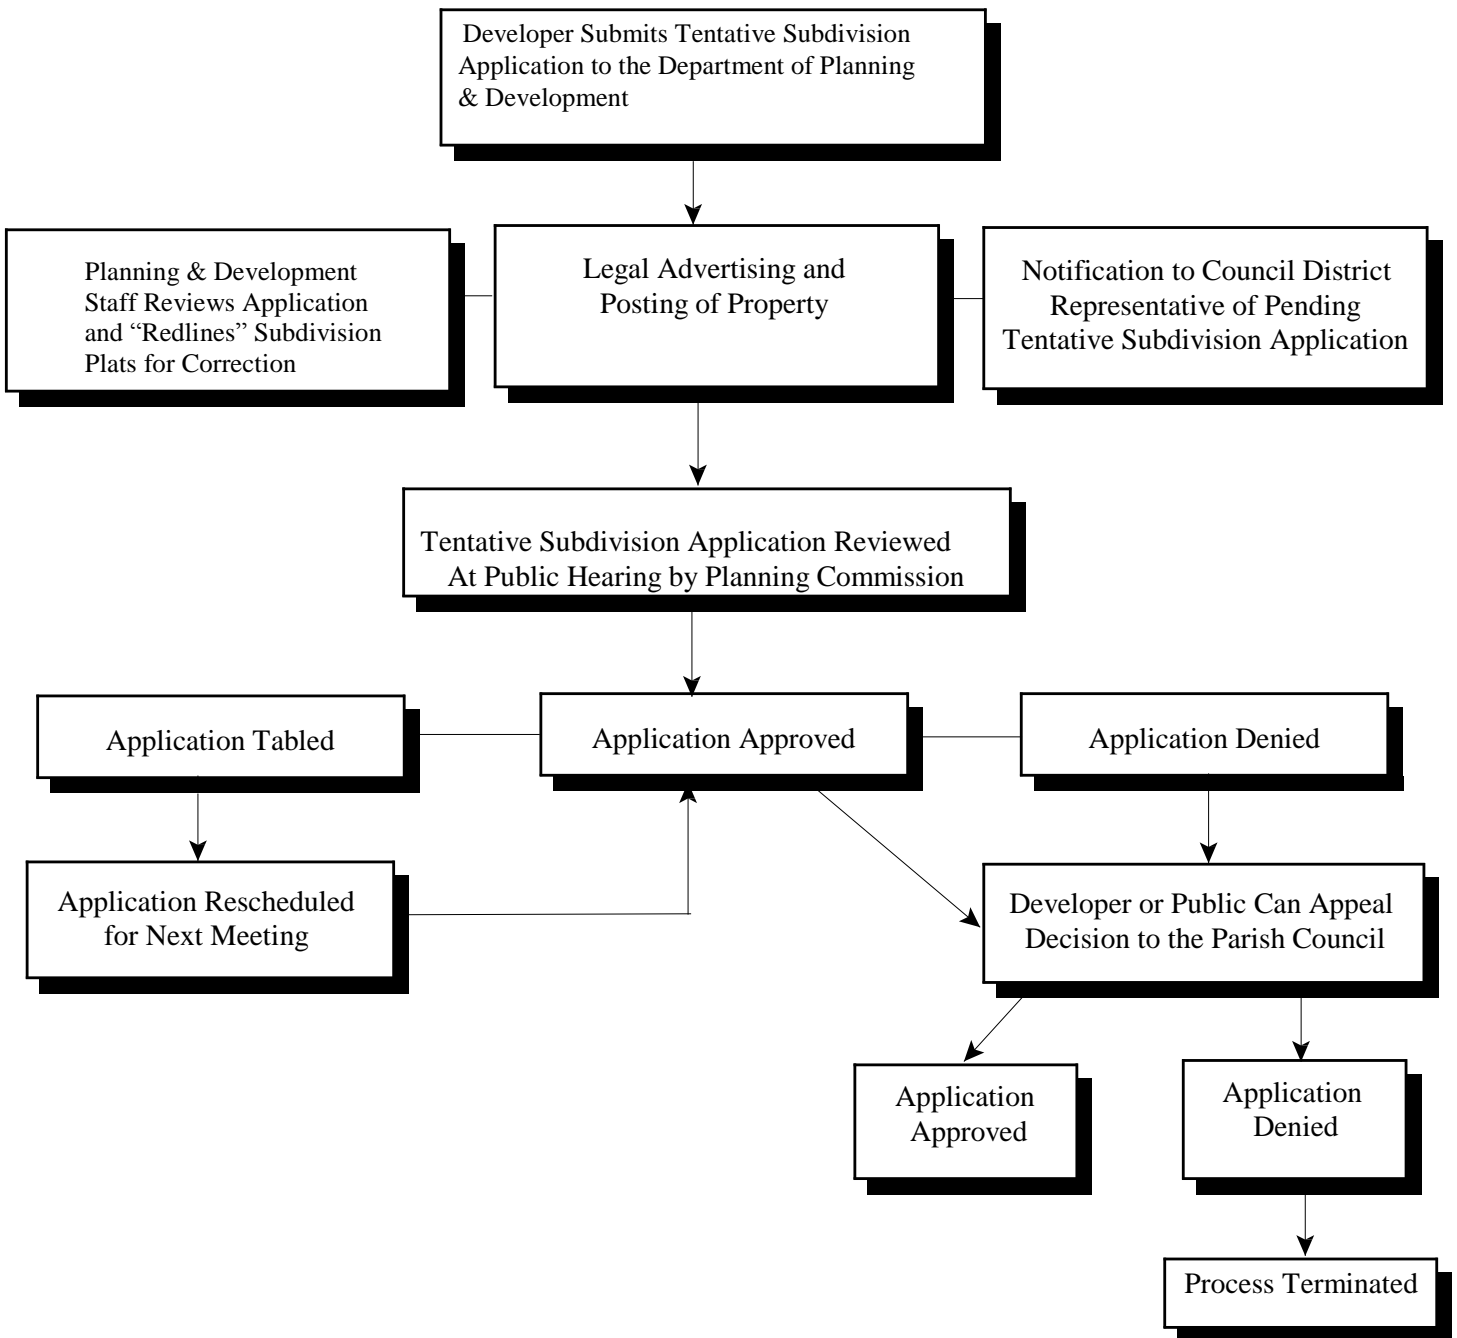 Developer Submits Tentative Subdivision
Application to the Department of Planning
& Development
Planning & Development
Staff Reviews Application
and “Redlines” Subdivision
Plats for Correction
Legal Advertising and
Posting of Property
Notification to Council District
Representative of Pending
Tentative Subdivision Application
Tentative Subdivision Application Reviewed
At Public Hearing by Planning Commission
Application Tabled
Application Approved
Application Denied
Application Rescheduled
for Next Meeting
Developer or Public Can Appeal
Decision to the Parish Council
Application
Approved
Application
Denied
Process Terminated